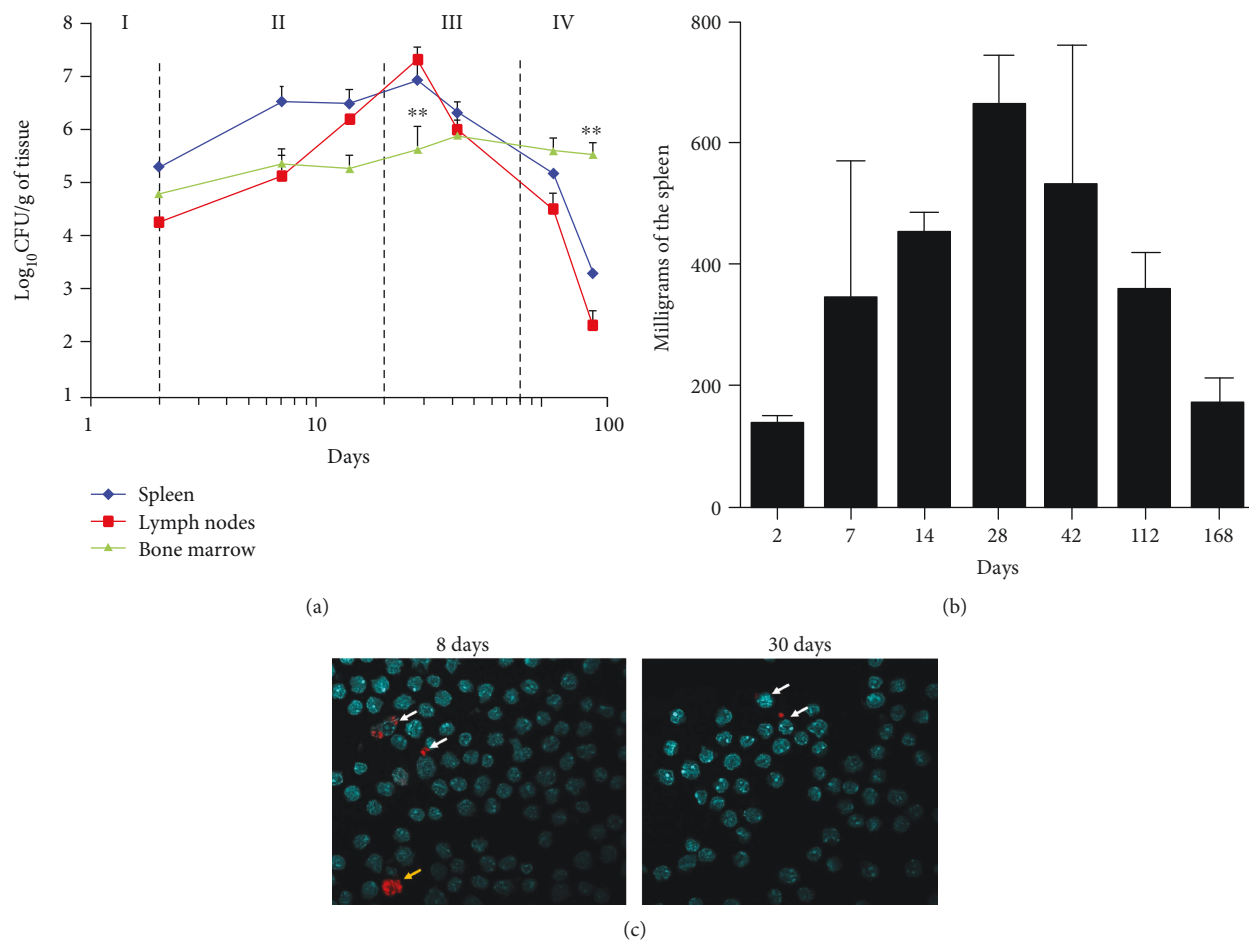 I II III IV
Log10CFU/g of tissue
8
7
6
5
4
3
2
1
** **
1 10 100
Days
Spleen
Lymph nodes
Bone marrow
(a)
Milligrams of the spleen
800
600
400
200
0
2 7 14 28 42 112 168
Days
(b)
8 days 30 days
(c)